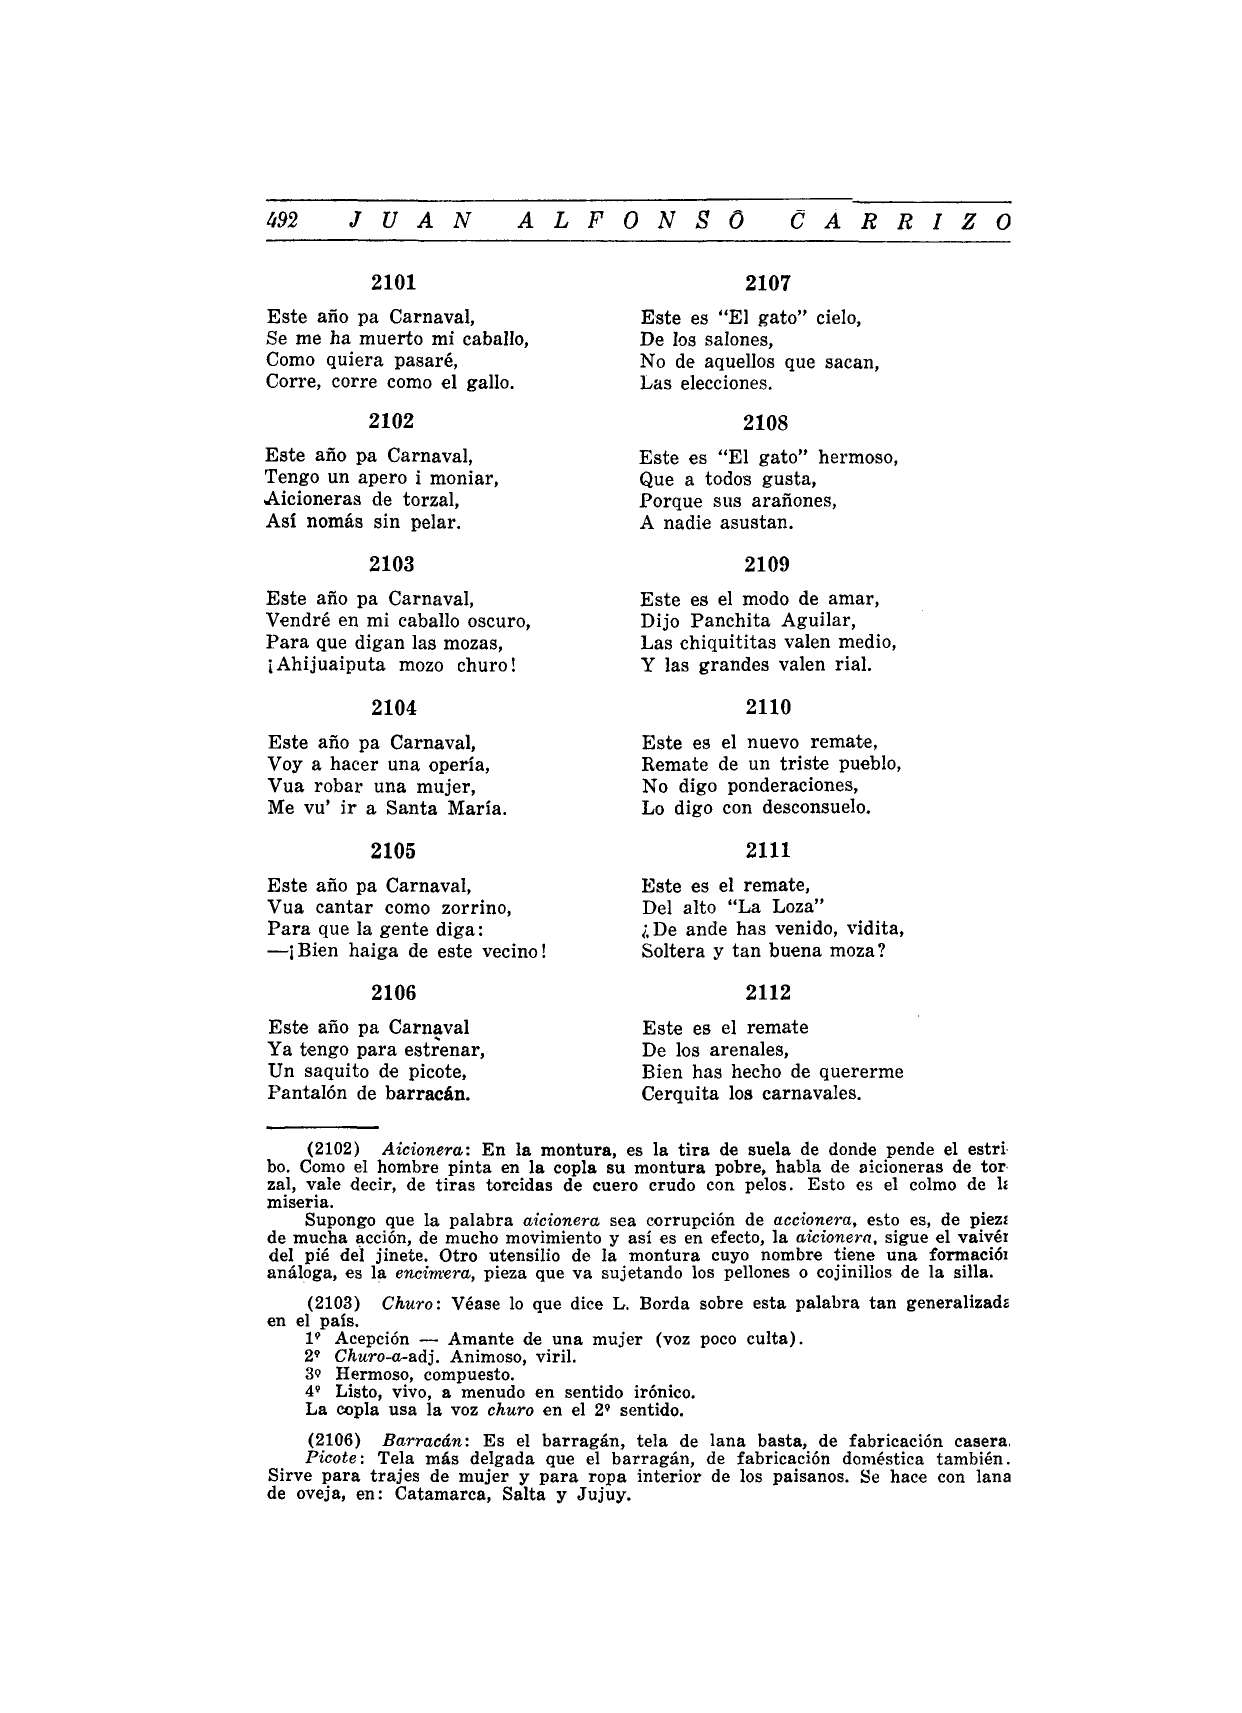 492 JUAN ALFONSO CARRIZO
2101
Este año pa Carnaval,
Se me ha muerto mi caballo,
Como quiera pasaré,
Corre, corre como el gallo.
2102
Este año pa Carnaval,
Tengo un apero i moniar,
Aicioneras de torzal,
Así nomás sin pelar.
2103
Este año pa Carnaval,
Vendré en mi caballo oscuro,
Para que digan las mozas,
¡Ahijuaiputa mozo churo!
2104
Este año pa Carnaval,
Voy a hacer una opería,
Vua robar una mujer,
Me vu' ir a Santa María.
2105
Este año pa Carnaval,
Vua cantar como zorrino,
Para que la gente diga:
—¡Bien haiga de este vecino!
2106
Este año pa Carnaval
Ya tengo para estrenar,
Un saquito de picote,
Pantalón de barracán.
2107
Este es “El gato” cielo,
De los salones,
No de aquellos que sacan,
Las elecciones.
2108
Este es “El gato” hermoso,
Que a todos gusta,
Porque sus arañones,
A nadie asustan.
2109
Este es el modo de amar,
Dijo Panchita Aguilar,
Las chiquititas valen medio,
Y las grandes valen rial.
2110
Este es el nuevo remate,
Remate de un triste pueblo,
No digo ponderaciones,
Lo digo con desconsuelo.
2111
Este es el remate,
Del alto “La Loza”
¿De ande has venido, vidita,
Soltera y tan buena moza?
2112
Este es el remate
De los arenales,
Bien has hecho de quererme
Cerquita los carnavales.
(2102) Aicionera: En la montura, es la tira de suela de donde pende el estri-
bo. Como el hombre pinta en la copla su montura pobre, habla de aicioneras de tor-
zal, vale decir, de tiras torcidas de cuero crudo con pelos. Esto es el colmo de la
miseria.
Supongo que la palabra aicionera sea corrupción de accionera, esto es, de pieza
de mucha acción, de mucho movimiento y así es en efecto, la aicionera, sigue el vaivén
del pié del jinete. Otro utensilio de la montura cuyo nombre tiene una formación
análoga, es la encimera, pieza que va sujetando los pellones o cojinillos de la silla.
(2103) Churo: Véase lo que dice L. Borda sobre esta palabra tan generalizada
en el país.
1º Acepción — Amante de una mujer (voz poco culta).
2º Churo-a-adj. Animoso, viril.
3º Hermoso, compuesto.
4º Listo, vivo, a menudo en sentido irónico.
La copla usa la voz churo en el 2º sentido.
(2106) Barracán: Es el barragán, tela de lana basta, de fabricación casera.
Picote: Tela más delgada que el barragán, de fabricación doméstica también.
Sirve para trajes de mujer y para ropa interior de los paisanos. Se hace con lana
de oveja, en: Catamarca, Salta y Jujuy.